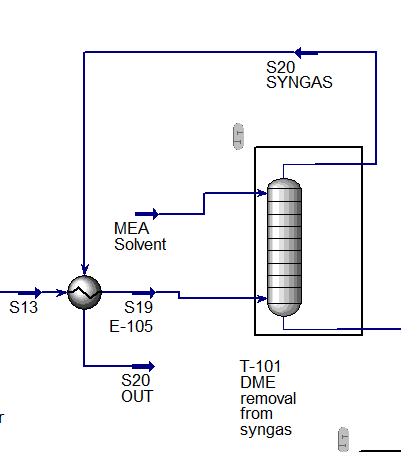 S20
SYNGAS
MEA
Solvent
S13
S19
E-105
S20
OUT
T-101
DME
removal
from
syngas
r